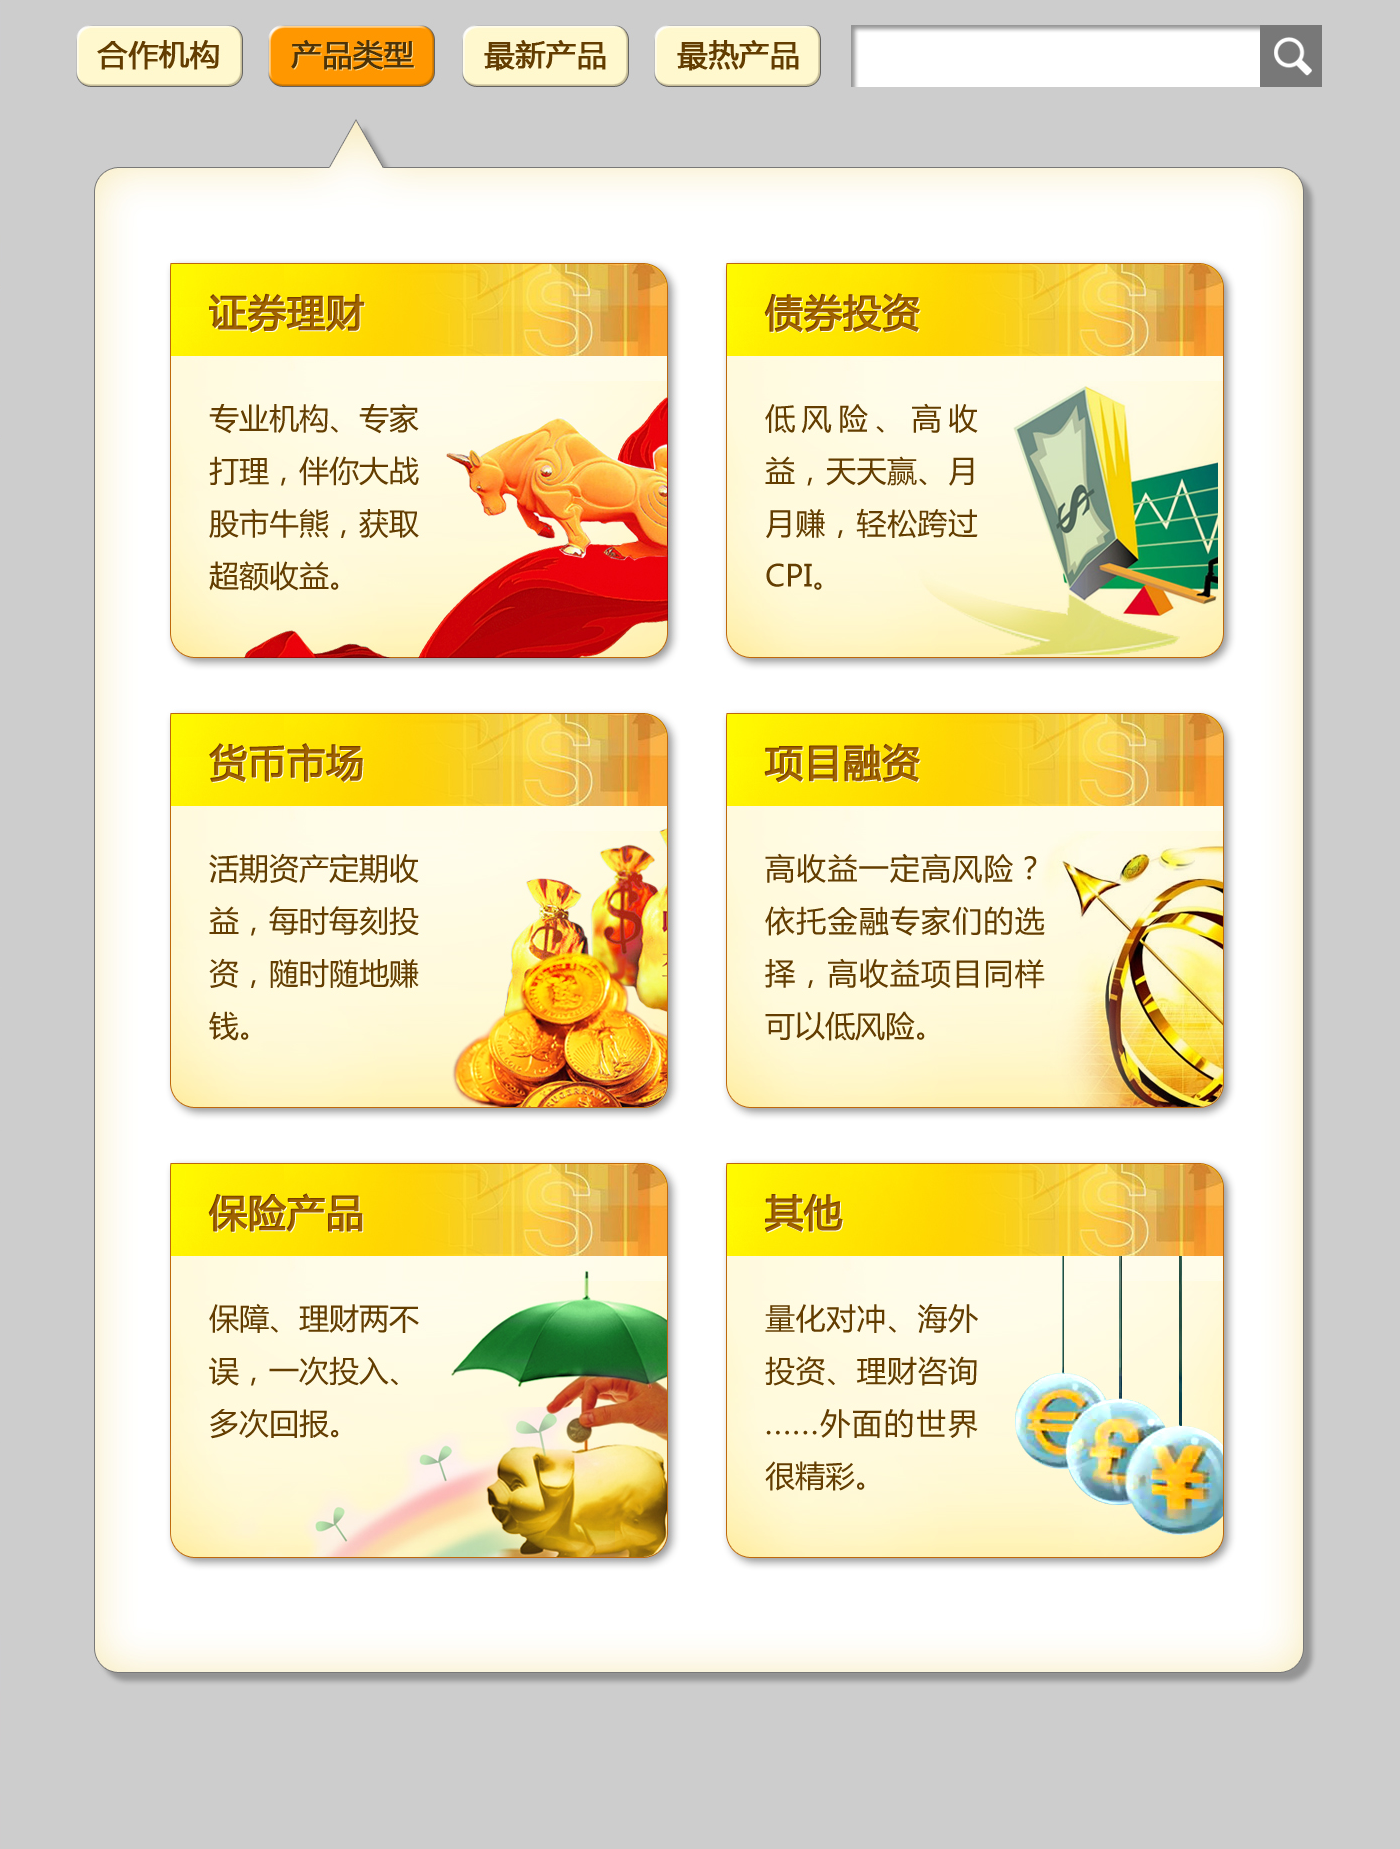 合作机构
产品类型
最新产品
最热产品
证券理财
专业机构、专家
打理，伴你大战
股市牛熊，获取
超额收益。
债券投资
低风险、高收
益，天天赢、月
月赚，轻松跨过
CPI。
货币市场
活期资产定期收
益，每时每刻投
资，随时随地赚
钱。
项目融资
高收益一定高风险？
依托金融专家们的选
择，高收益项目同样
可以低风险。
保险产品
保障、理财两不
误，一次投入、
多次回报。
其他
量化对冲、海外
投资、理财咨询
……外面的世界
很精彩。